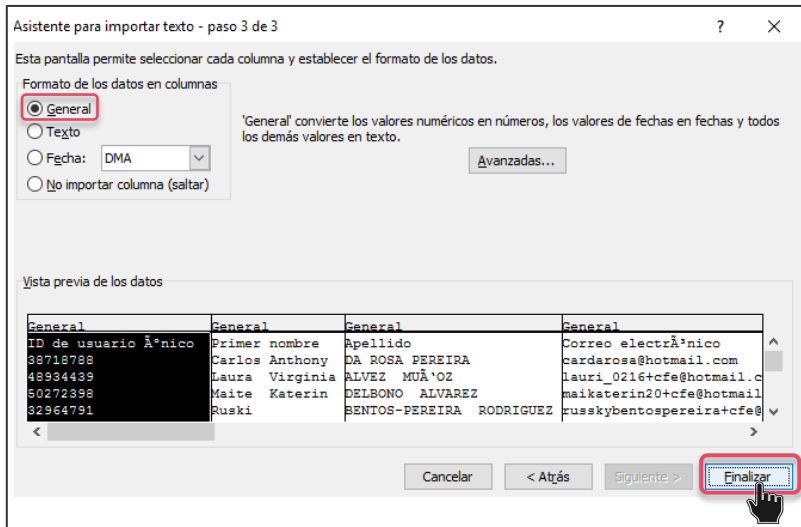 Asistente para importar texto - paso 3 de 3
Esta pantalla permite seleccionar cada columna y establecer el formato de los datos.
Formato de los datos en columnas
General
Texto
Fecha: DMA
No importar columna (saltar)
'General' convierte los valores numéricos en números, los valores de fechas en fechas y todos
los demás valores en texto.
Avanzadas...
Vista previa de los datos
General General General General
ID de usuario Ãºnico Primer nombre Apellido Correo electrÃ³nico
38718788 Carlos Anthony DA ROSA PEREIRA cardarosa@hotmail.com
48934439 Laura Virginia ALVEZ MUÃ‘OZ lauri_0216+cfe@hotmail.c
50272398 Maite Katerin DELBONO ALVAREZ maikaterin20+cfe@hotmail
32964791 Ruski BENTOS-PEREIRA RODRIGUEZ russkybentospereira+cfe@
Cancelar < Atrás Siguiente > Finalizar